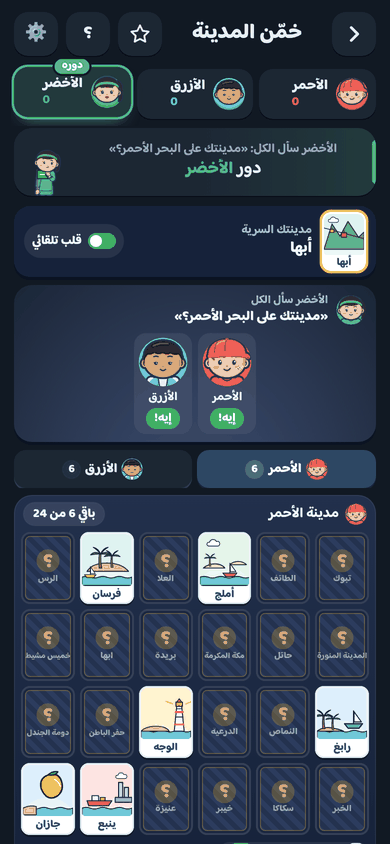 خمّن المدينة
؟
الأحمر
0
الأزرق
0
دوره
الأخضر
0
الأخضر سأل الكل: «مدينتك على البحر الأحمر؟»
دور الأخضر
أبها
مدينتك السرية
أبها
قلب تلقائي
الأخضر سأل الكل
«مدينتك على البحر الأحمر؟»
الأحمر
إيه!
الأزرق
إيه!
الأحمر 6
الأزرق 6
مدينة الأحمر
باقي 6 من 24
؟ ؟ ؟ ؟
تبوك الطائف أملج العلا فرسان الرس
؟ ؟ ؟ ؟ ؟ ؟
المدينة المنورة حائل مكة المكرمة بريدة ابها خميس مشيط
؟ ؟ ؟ ؟
رابغ النماص الدرعيه الوجه حفر الباطن دومة الجندل
؟ ؟ ؟ ؟
الخبر سكاكا خيبر عنيزة ينبع جازان